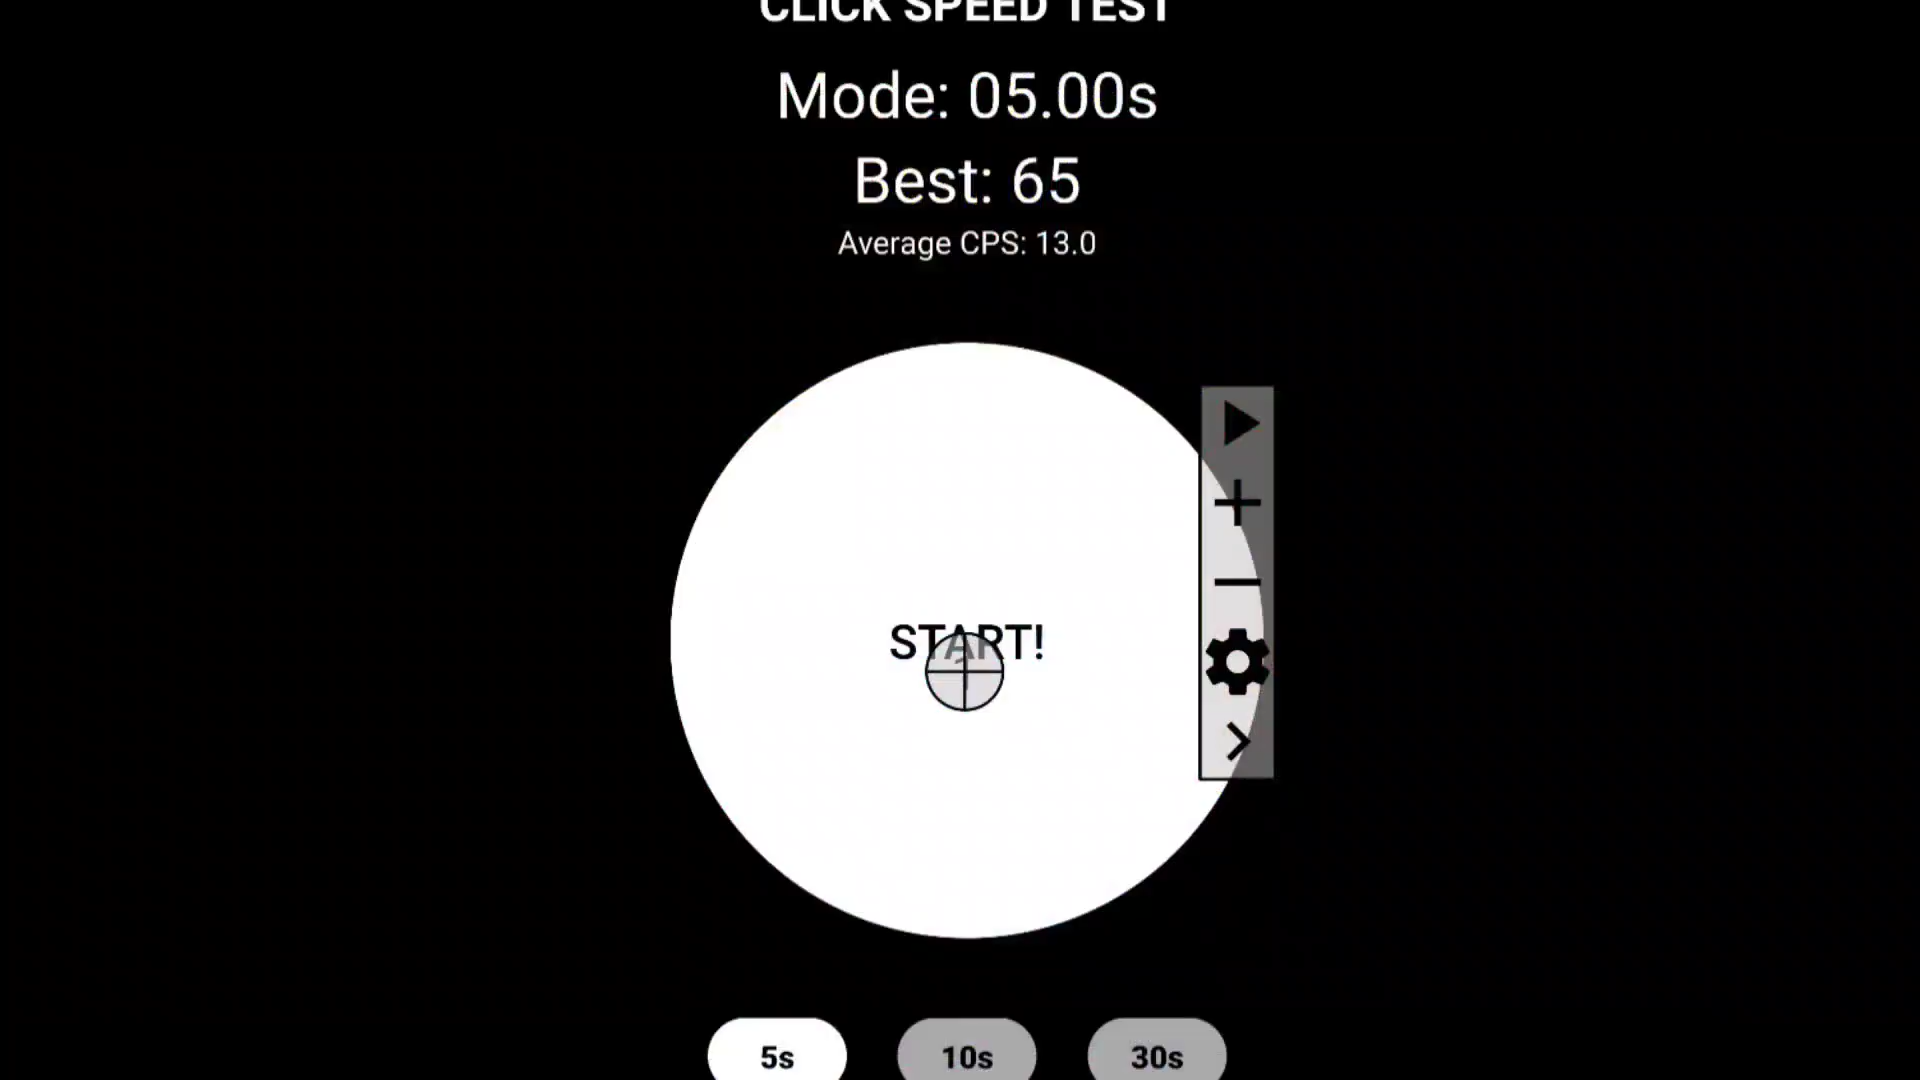 CLICK SPEED TEST
Mode: 05.00s
Best: 65
Average CPS: 13.0
START!
5s 10s 30s